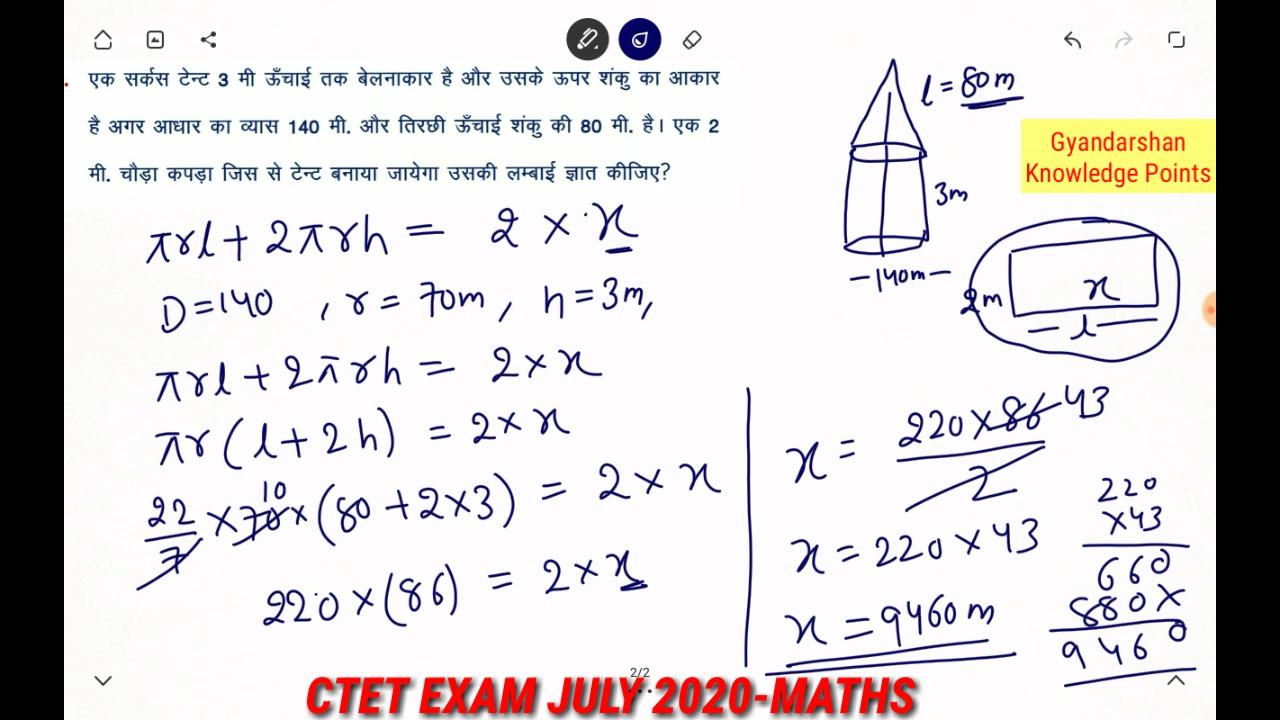 एक सर्कस टेन्ट 3 मी ऊँचाई तक बेलनाकार है और उसके ऊपर शंकु का आकार
है अगर आधार का व्यास 140 मी. और तिरछी ऊँचाई शंकु की 80 मी. है। एक 2
मी. चौड़ा कपड़ा जिस से टेन्ट बनाया जायेगा उसकी लम्बाई ज्ञात कीजिए?
πrl + 2πrh = 2 × x
D = 140 , r = 70m , h = 3m,
πrl + 2πrh = 2 × x
πr (l + 2h) = 2 × x
22/7 × 70 10 × (80 + 2×3) = 2 × x
220 × (86) = 2 × x
l = 80m
3m
140m
Gyandarshan
Knowledge Points
2m
x
l
x = 220 × 86 43 / 2
x = 220 × 43
x = 9460 m
220
×43
660
880×
9460
2/2
CTET EXAM JULY 2020-MATHS